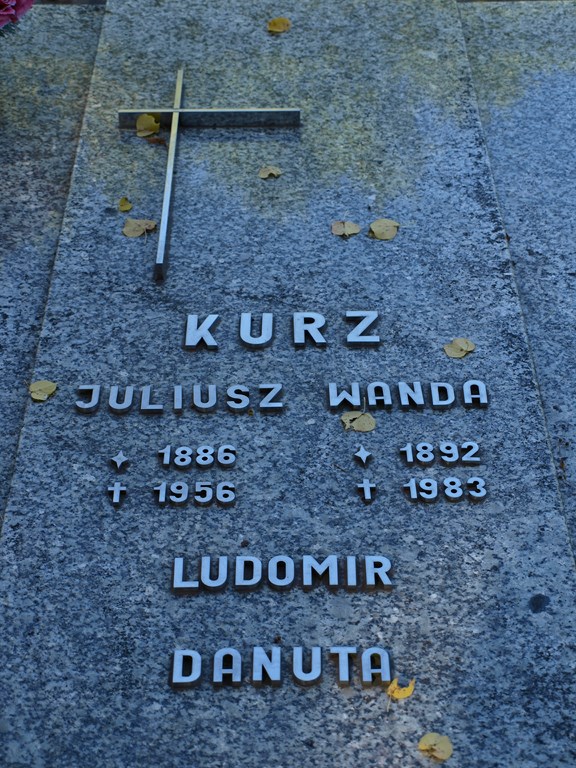 KURZ
JULIUSZ WANDA
✦ 1886 ✦ 1892
✝ 1956 ✝ 1983
LUDOMIR
DANUTA